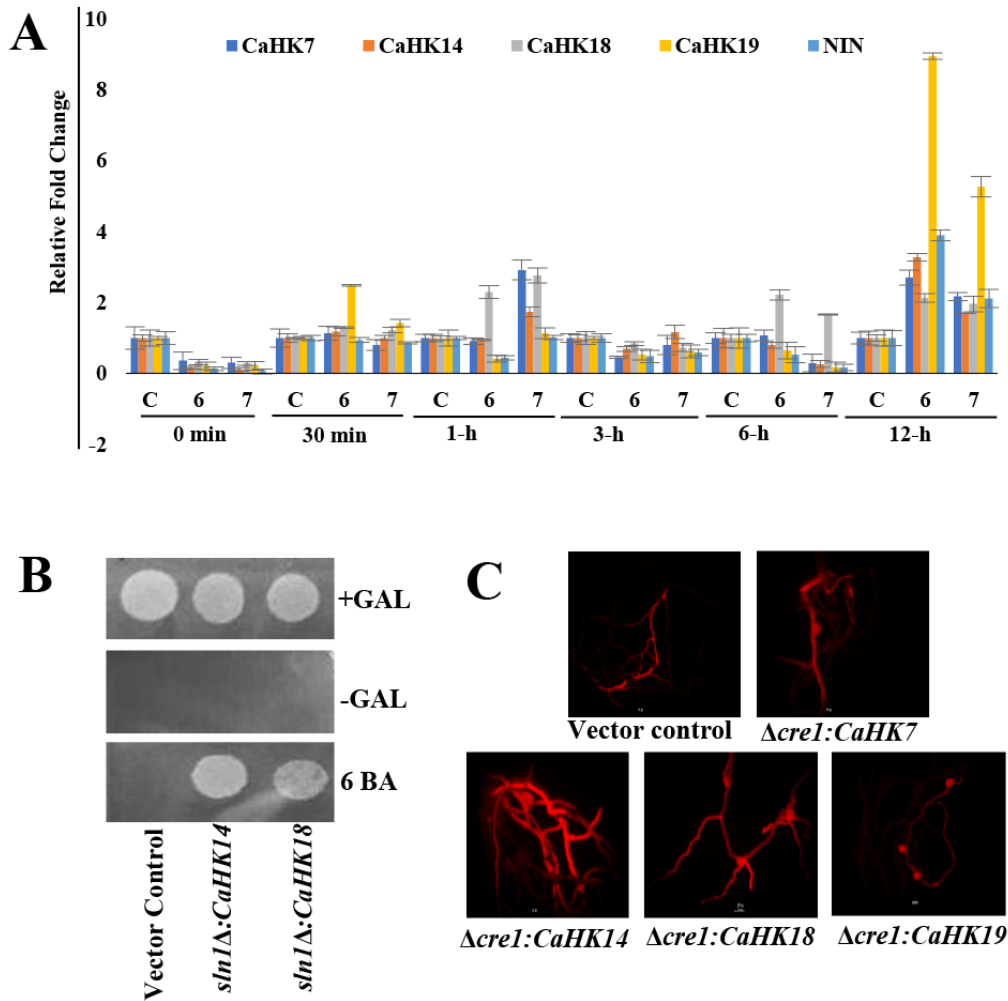 A
10
8
6
4
2
0
-2
Relative Fold Change
CaHK7 CaHK14 CaHK18 CaHK19 NIN
C 6 7 C 6 7 C 6 7 C 6 7 C 6 7 C 6 7
0 min 30 min 1-h 3-h 6-h 12-h
B
+GAL
-GAL
6 BA
Vector Control
sln1Δ:CaHK14
sln1Δ:CaHK18
C
Vector control
Δcre1:CaHK7
Δcre1:CaHK14
Δcre1:CaHK18
Δcre1:CaHK19